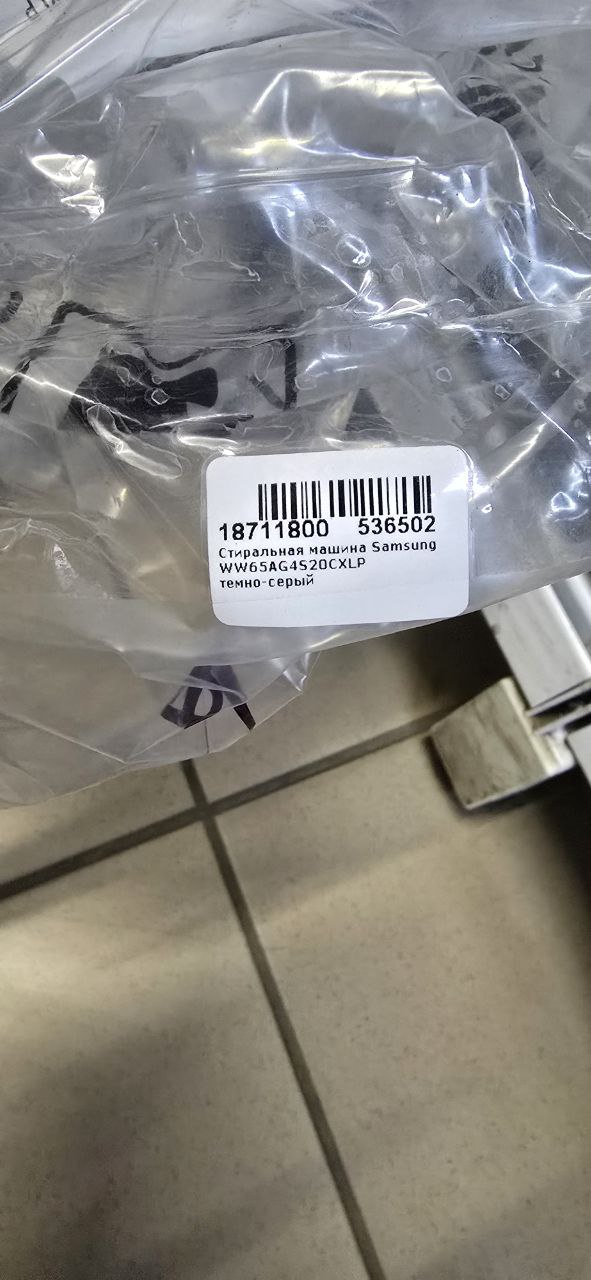 18711800 536502
Стиральная машина Samsung
WW65AG4S20CXLP
темно-серый